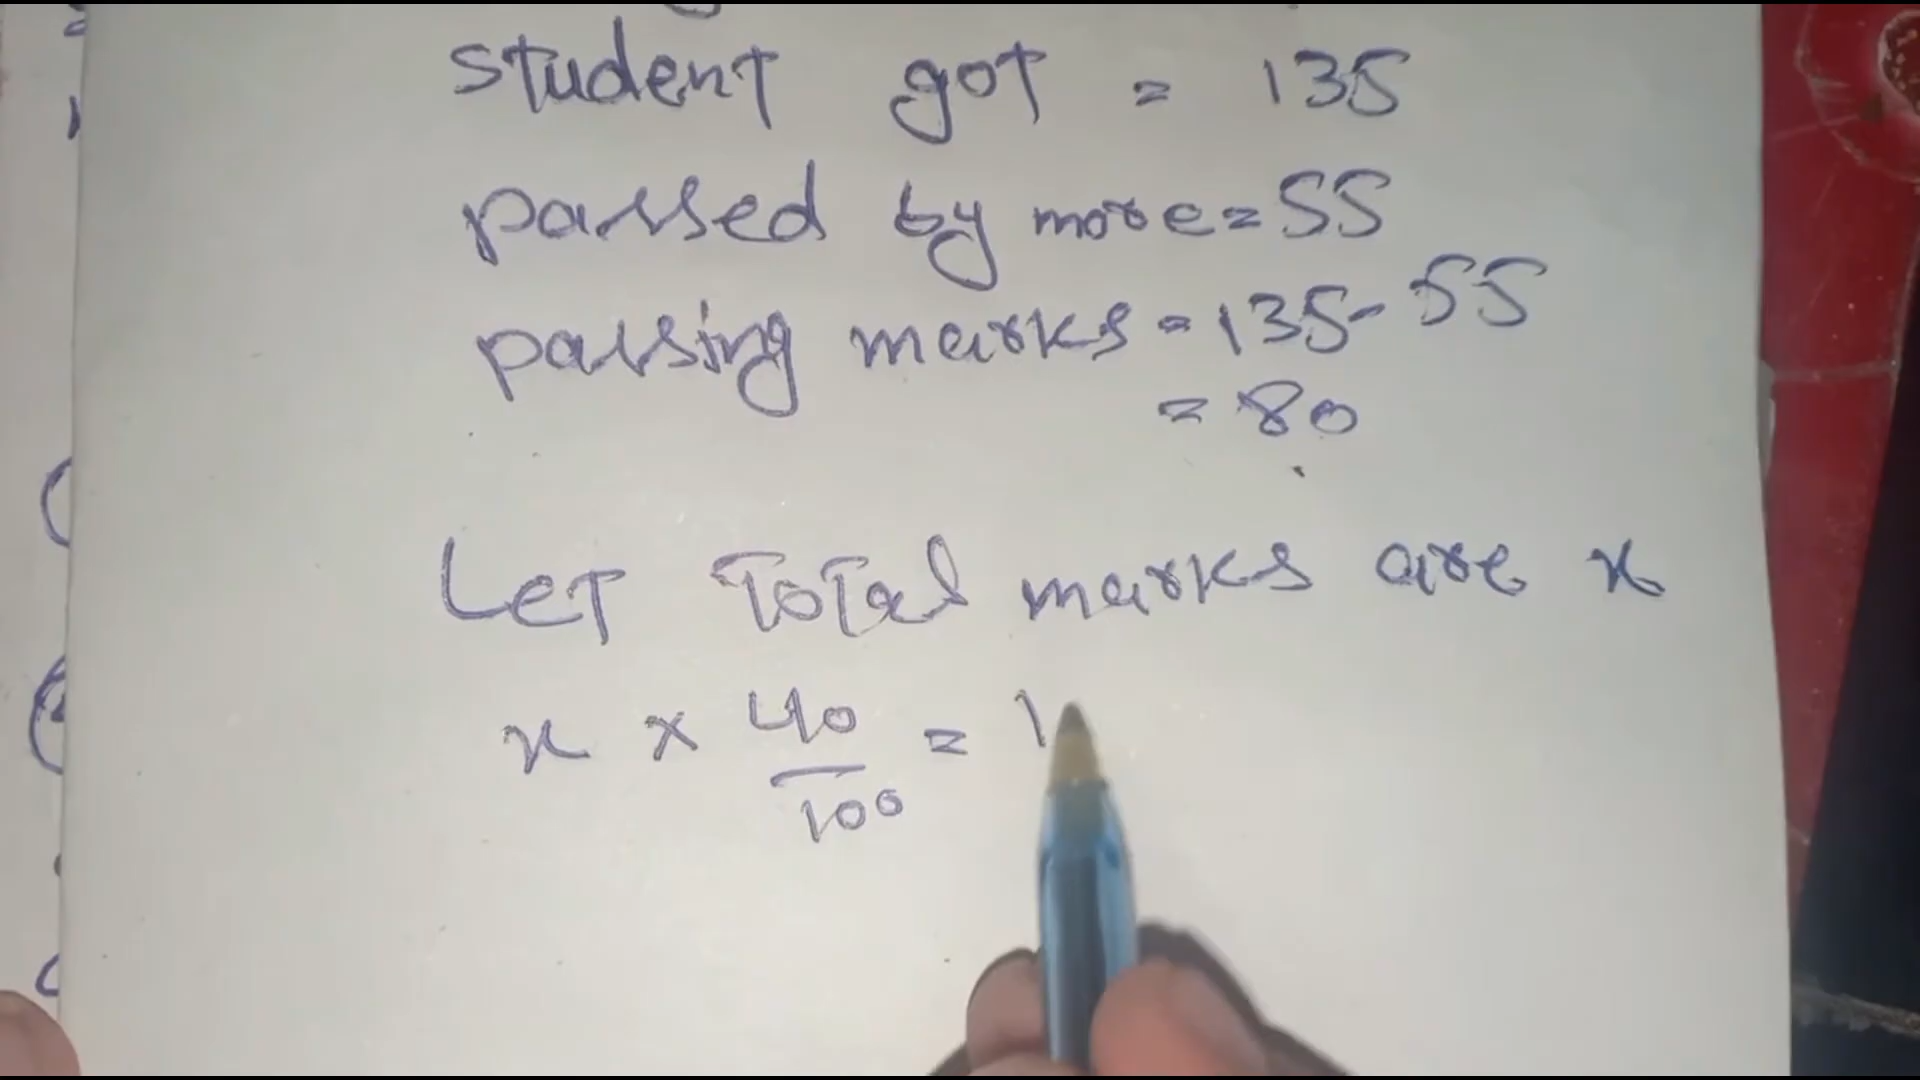 student got = 135
passed by more = 55
passing marks = 135 - 55
= 80
Let Total marks are x
x × 40/100 = 1